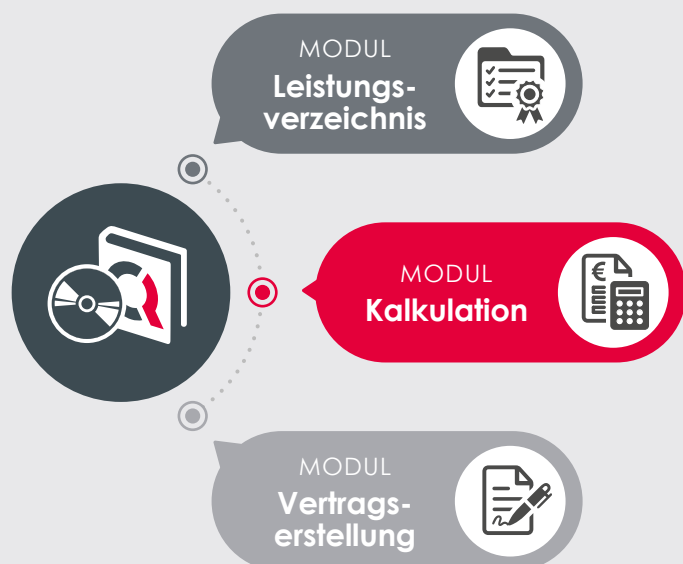 MODUL
Leistungs-
verzeichnis
MODUL
Kalkulation
€
MODUL
Vertrags-
erstellung